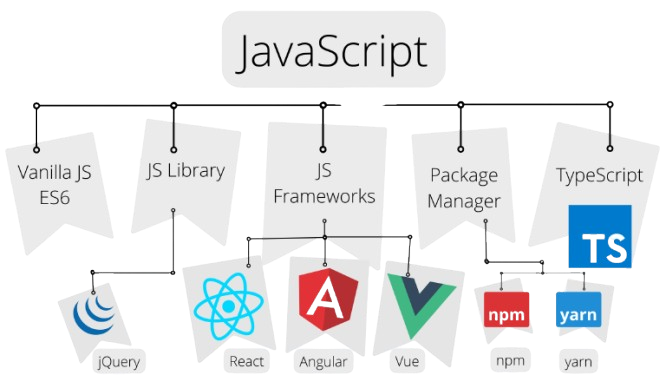 JavaScript
Vanilla JS
ES6
JS Library
JS
Frameworks
Package
Manager
TypeScript
TS
npm
yarn
jQuery
React
Angular
Vue
npm
yarn